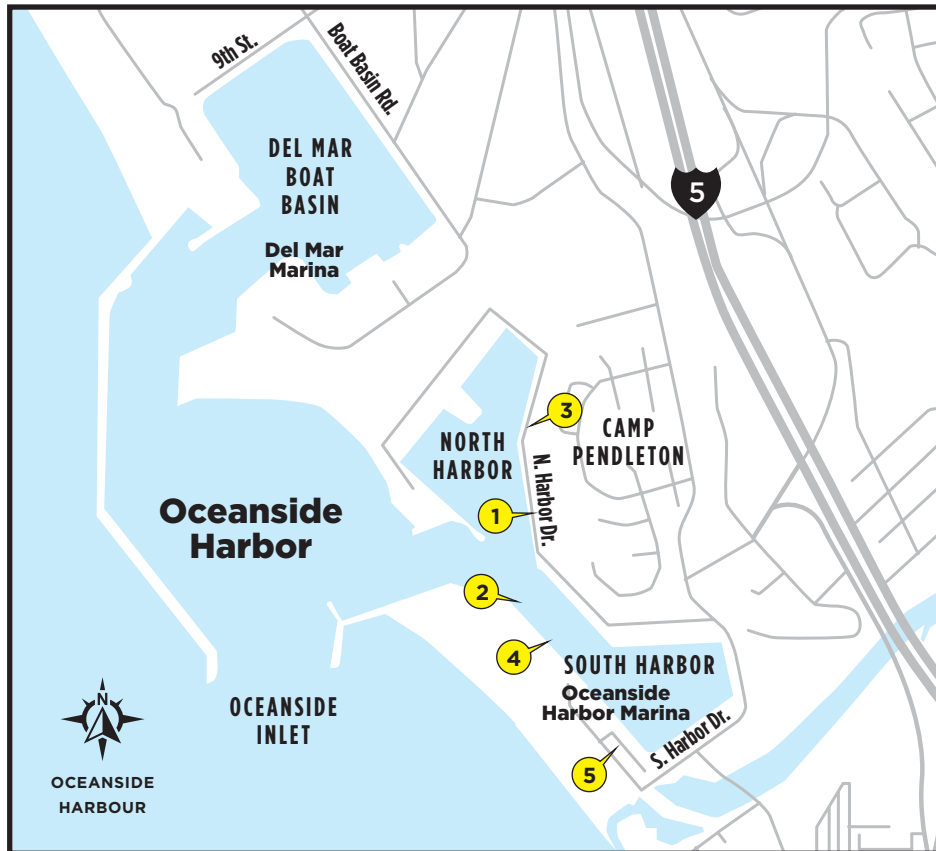 9th St.
Boat Basin Rd.
DEL MAR
BOAT
BASIN
Del Mar
Marina
5
3
NORTH
HARBOR
CAMP
PENDLETON
N. Harbor Dr.
1
Oceanside
Harbor
2
4
SOUTH HARBOR
Oceanside
Harbor Marina
S. Harbor Dr.
5
OCEANSIDE
INLET
N
OCEANSIDE
HARBOUR